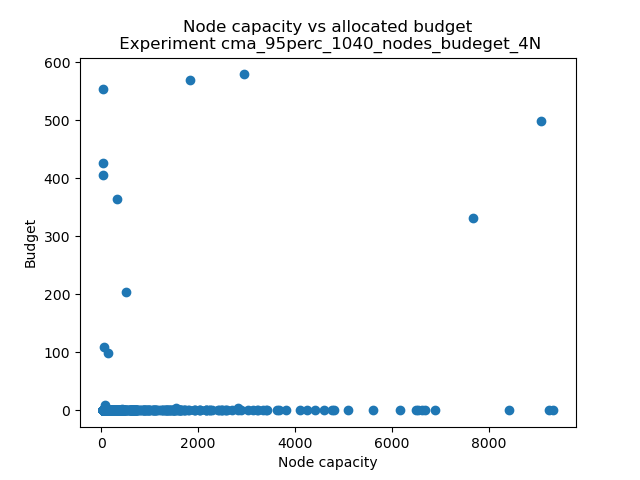 Node capacity vs allocated budget
Experiment cma_95perc_1040_nodes_budeget_4N
600
500
400
300
200
100
0
Budget
0 2000 4000 6000 8000
Node capacity